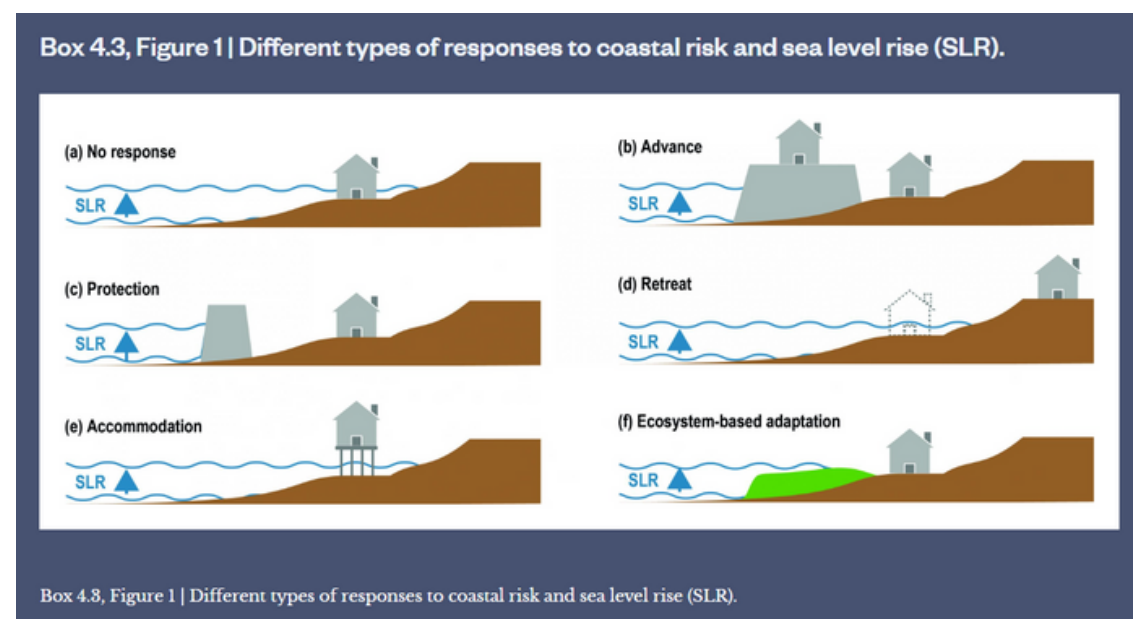 Box 4.3, Figure 1 | Different types of responses to coastal risk and sea level rise (SLR).
(a) No response
SLR
(b) Advance
SLR
(c) Protection
SLR
(d) Retreat
SLR
(e) Accommodation
SLR
(f) Ecosystem-based adaptation
SLR
Box 4.3, Figure 1 | Different types of responses to coastal risk and sea level rise (SLR).